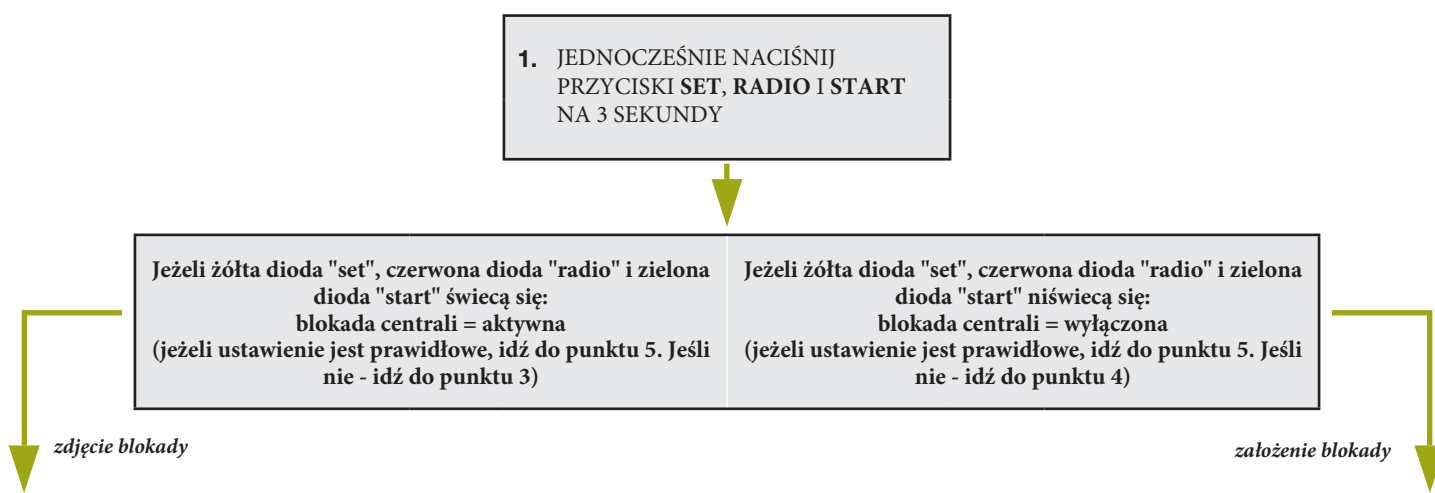 1. JEDNOCZEŚNIE NACIŚNIJ
PRZYCISKI SET, RADIO I START
NA 3 SEKUNDY
Jeżeli żółta dioda "set", czerwona dioda "radio" i zielona
dioda "start" świecą się:
blokada centrali = aktywna
(jeżeli ustawienie jest prawidłowe, idź do punktu 5. Jeśli
nie - idź do punktu 3)
Jeżeli żółta dioda "set", czerwona dioda "radio" i zielona
dioda "start" niświecą się:
blokada centrali = wyłączona
(jeżeli ustawienie jest prawidłowe, idź do punktu 5. Jeśli
nie - idź do punktu 4)
zdjęcie blokady
założenie blokady